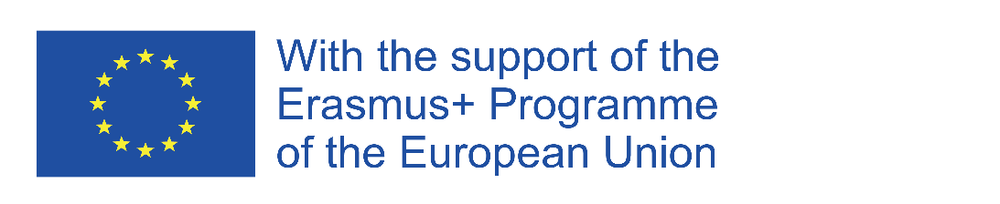 With the support of the
Erasmus+ Programme
of the European Union